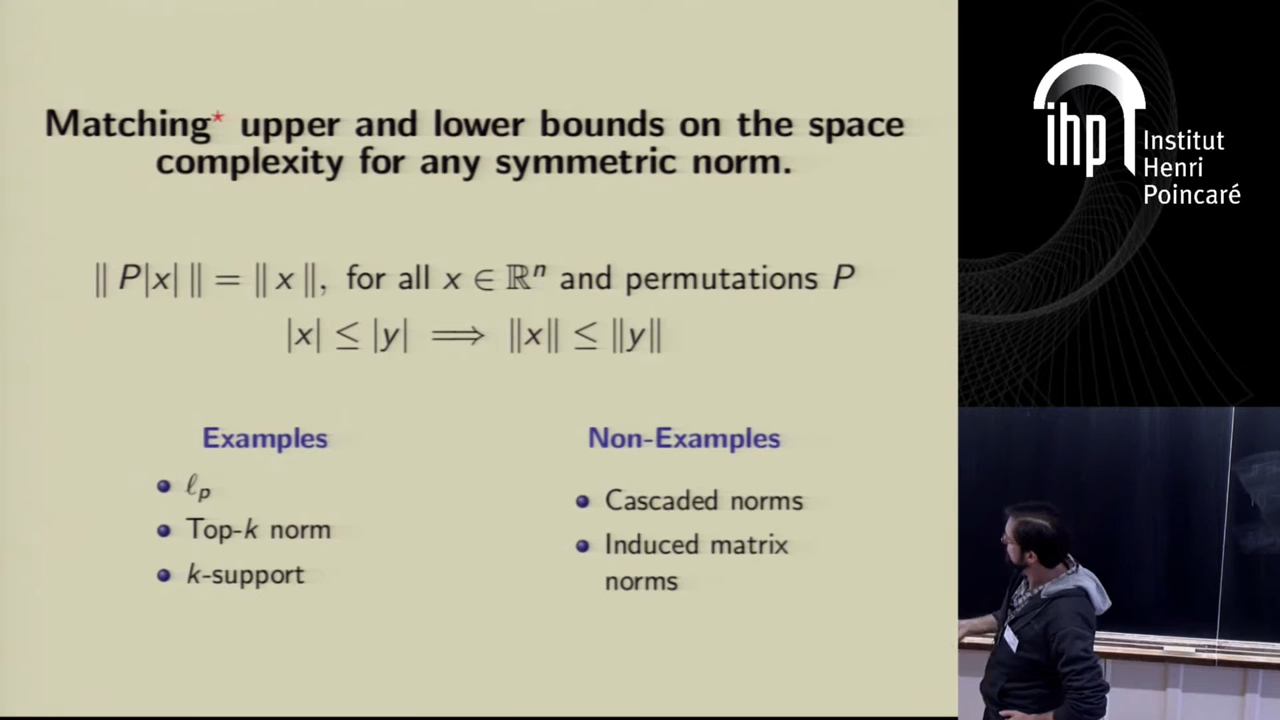 Matching* upper and lower bounds on the space
complexity for any symmetric norm.
‖ P|x| ‖ = ‖ x ‖, for all x ∈ ℝⁿ and permutations P
|x| ≤ |y| ⟹ ‖x‖ ≤ ‖y‖
Examples
ℓₚ
Top-k norm
k-support
Non-Examples
Cascaded norms
Induced matrix
norms
ihp
Institut
Henri
Poincaré